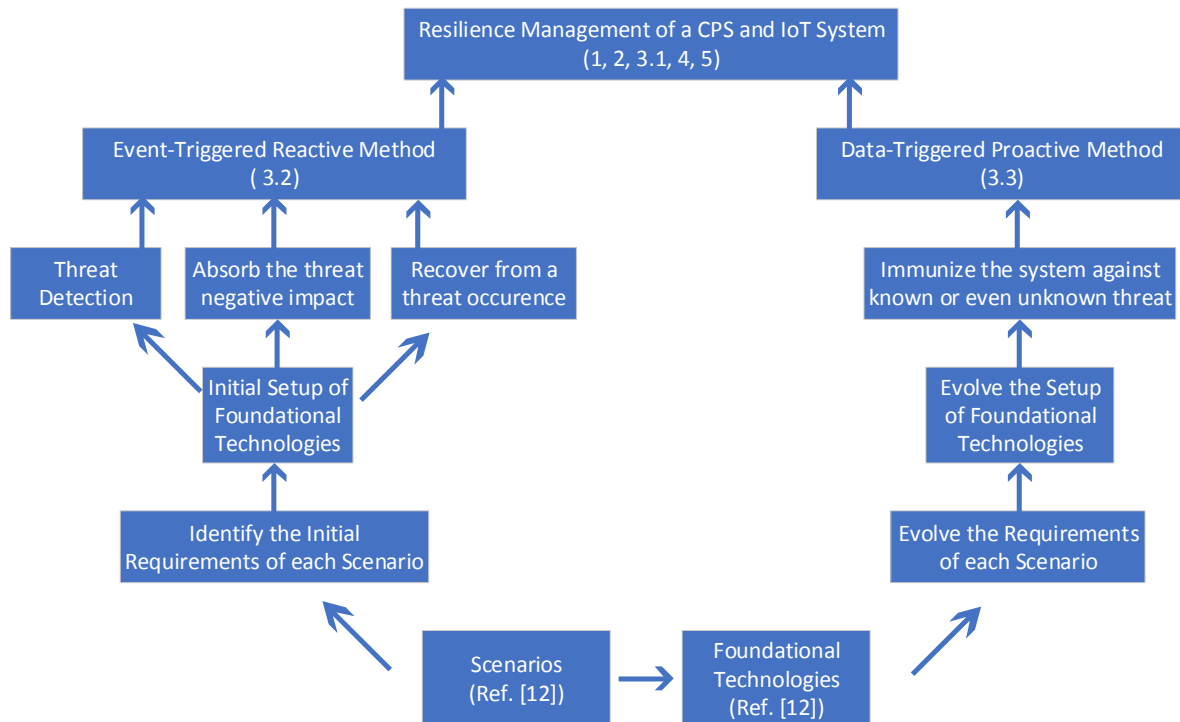 Resilience Management of a CPS and IoT System
(1, 2, 3.1, 4, 5)
Event-Triggered Reactive Method
( 3.2)
Data-Triggered Proactive Method
(3.3)
Threat
Detection
Absorb the threat
negative impact
Recover from a
threat occurence
Immunize the system against
known or even unknown threat
Initial Setup of
Foundational
Technologies
Evolve the Setup
of Foundational
Technologies
Identify the Initial
Requirements of each Scenario
Evolve the Requirements
of each Scenario
Scenarios
(Ref. [12])
Foundational
Technologies
(Ref. [12])